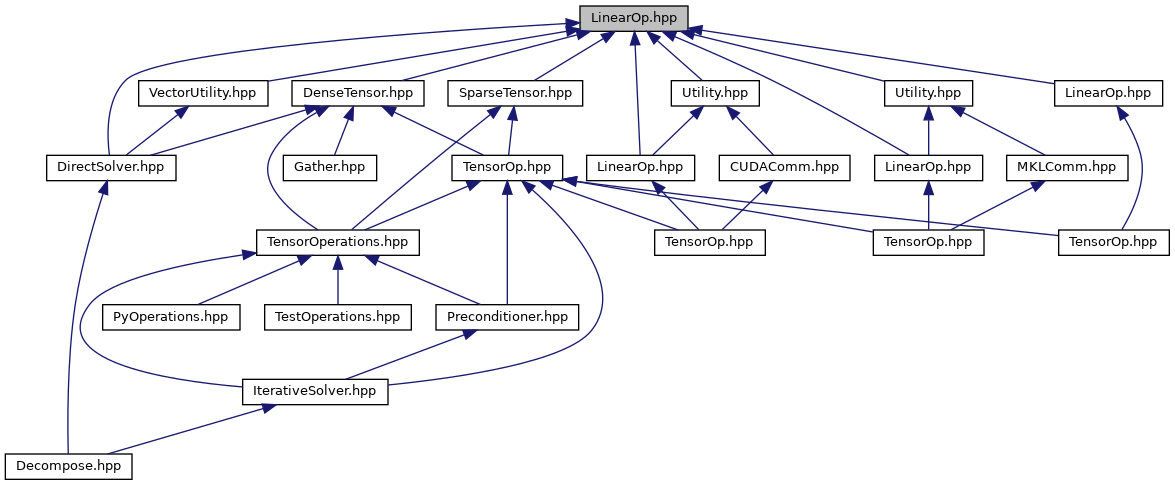 LinearOp.hpp
VectorUtility.hpp
DenseTensor.hpp
SparseTensor.hpp
Utility.hpp
Utility.hpp
LinearOp.hpp
DirectSolver.hpp
Gather.hpp
TensorOp.hpp
LinearOp.hpp
CUDAComm.hpp
LinearOp.hpp
MKLComm.hpp
TensorOperations.hpp
TensorOp.hpp
TensorOp.hpp
TensorOp.hpp
PyOperations.hpp
TestOperations.hpp
Preconditioner.hpp
IterativeSolver.hpp
Decompose.hpp